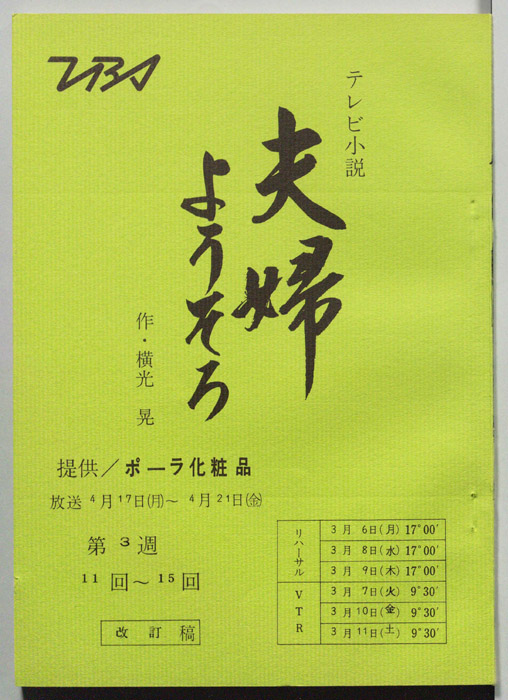 TBS
テレビ小説
夫婦
ようそろ
作・横光 晃
提供／ポーラ化粧品
放送 4月17日(月)～4月21日(金)
第3週
11回～15回
改訂稿
リハーサル
3月 6日(月) 17°00'
3月 8日(水) 17°00'
3月 9日(木) 17°00'
VTR
3月 7日(火) 9°30'
3月10日(金) 9°30'
3月11日(土) 9°30'